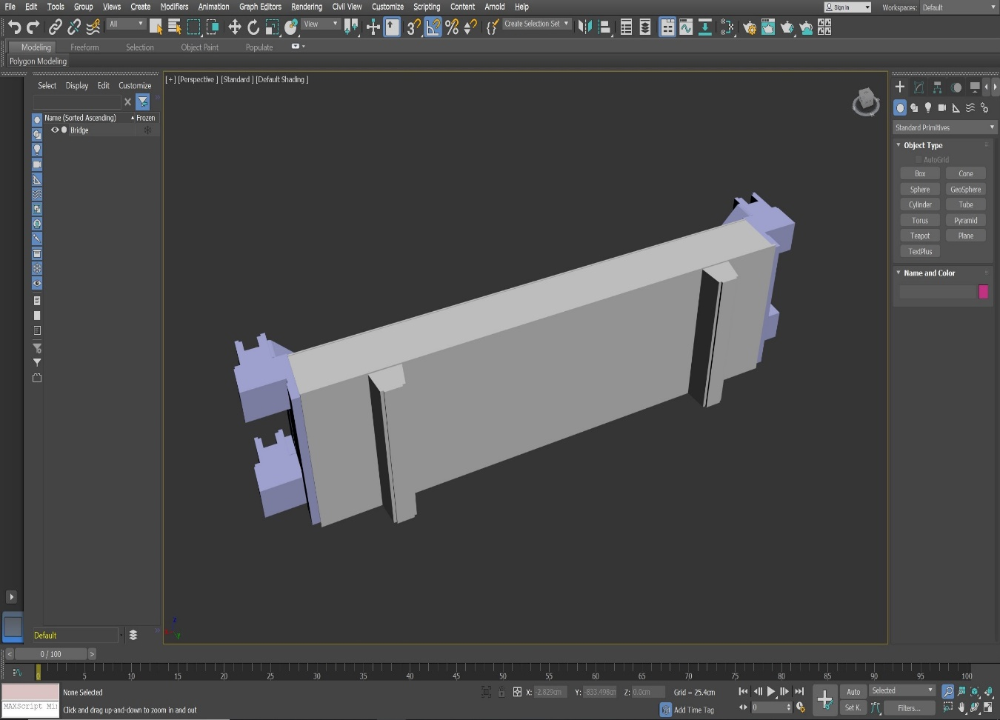 File Edit Tools Group Views Create Modifiers Animation Graph Editors Rendering Civil View Customize Scripting Content Arnold Help Sign In Workspaces: Default
All View Create Selection Set
Modeling Freeform Selection Object Paint Populate
Polygon Modeling
Select Display Edit Customize
[+] [Perspective ] [Standard ] [Default Shading ]
Name (Sorted Ascending) Frozen
Bridge
Standard Primitives
Object Type
AutoGrid
Box Cone
Sphere GeoSphere
Cylinder Tube
Torus Pyramid
Teapot Plane
TextPlus
Name and Color
z
y
Default
0 / 100
0 5 10 15 20 25 30 35 40 45 50 55 60 65 70 75 80 85 90 95 100
None Selected
X: -2.829cm Y: -833.498cm Z: 0.0cm Grid = 25.4cm Auto Selected
MAXScript Mi
Click and drag up-and-down to zoom in and out
Add Time Tag 0 Set K. Filters...